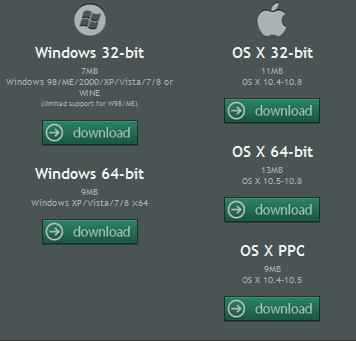 Windows 32-bit
7MB
Windows 98/ME/2000/XP/Vista/7/8 or
WINE
(limited support for W98/ME)
download
Windows 64-bit
9MB
Windows XP/Vista/7/8 x64
download
OS X 32-bit
11MB
OS X 10.4-10.8
download
OS X 64-bit
13MB
OS X 10.5-10.8
download
OS X PPC
9MB
OS X 10.4-10.5
download